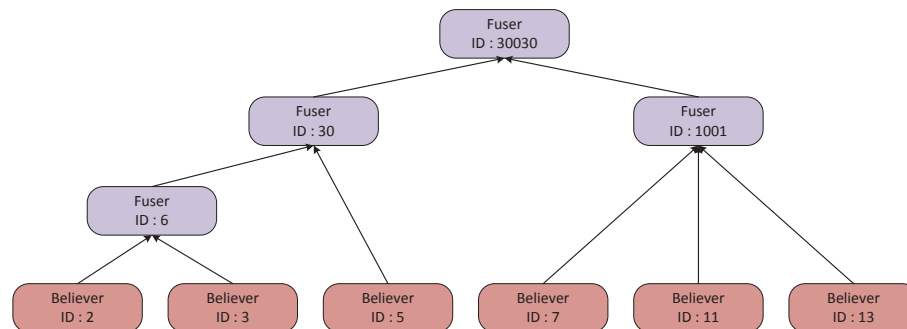 Fuser
ID : 30030
Fuser
ID : 30
Fuser
ID : 1001
Fuser
ID : 6
Believer
ID : 2
Believer
ID : 3
Believer
ID : 5
Believer
ID : 7
Believer
ID : 11
Believer
ID : 13